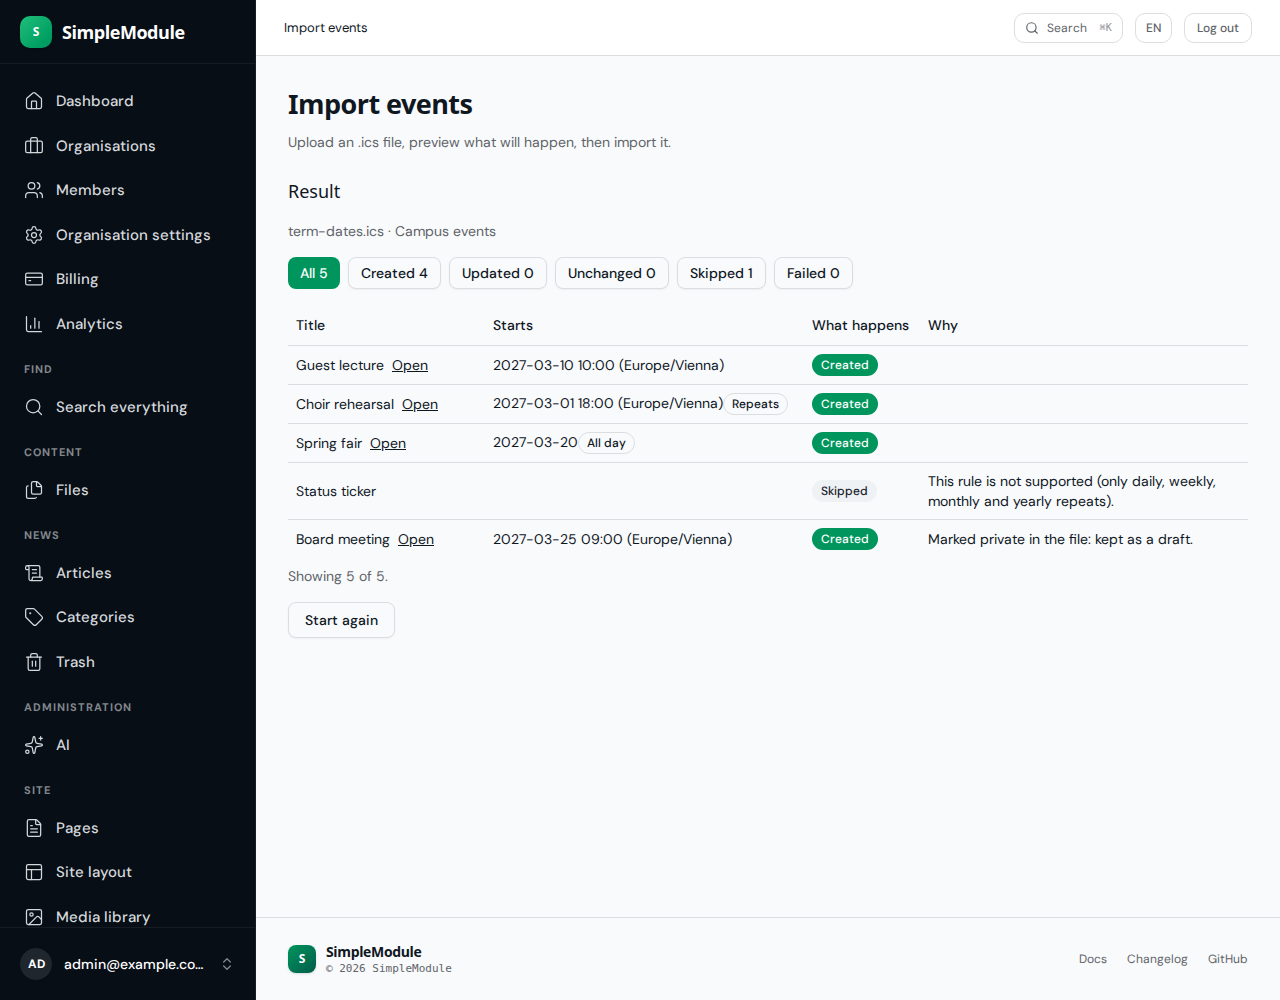 S SimpleModule
Import events
Search ⌘K
EN
Log out
Dashboard
Organisations
Members
Organisation settings
Billing
Analytics
FIND
Search everything
CONTENT
Files
NEWS
Articles
Categories
Trash
ADMINISTRATION
AI
SITE
Pages
Site layout
Media library
AD admin@example.co...
Import events
Upload an .ics file, preview what will happen, then import it.
Result
term-dates.ics · Campus events
All 5 Created 4 Updated 0 Unchanged 0 Skipped 1 Failed 0
Title Starts What happens Why
Guest lecture Open 2027-03-10 10:00 (Europe/Vienna) Created
Choir rehearsal Open 2027-03-01 18:00 (Europe/Vienna) Repeats Created
Spring fair Open 2027-03-20 All day Created
Status ticker Skipped This rule is not supported (only daily, weekly,
monthly and yearly repeats).
Board meeting Open 2027-03-25 09:00 (Europe/Vienna) Created Marked private in the file: kept as a draft.
Showing 5 of 5.
Start again
S SimpleModule
© 2026 SimpleModule
Docs Changelog GitHub